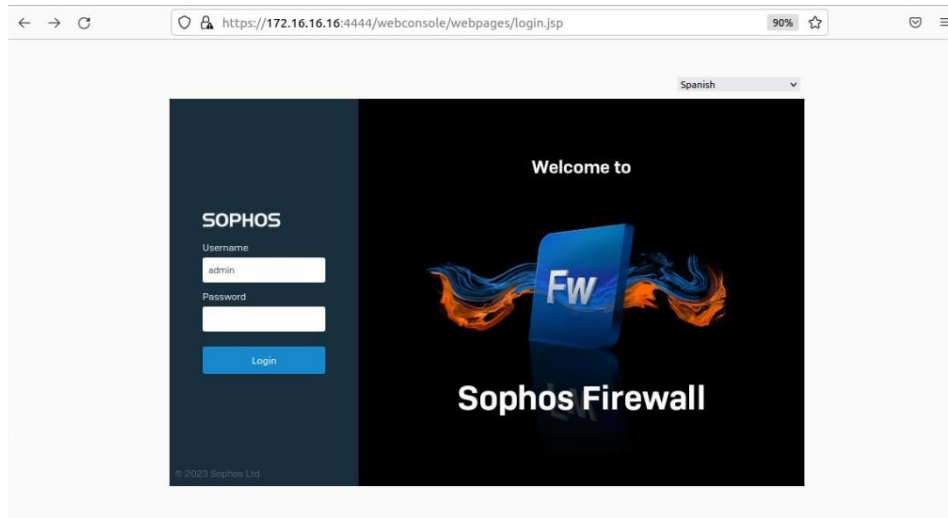 https://172.16.16.16:4444/webconsole/webpages/login.jsp
90%
Spanish
Welcome to
SOPHOS
Username
admin
Password
Login
Fw
Sophos Firewall
© 2023 Sophos Ltd.